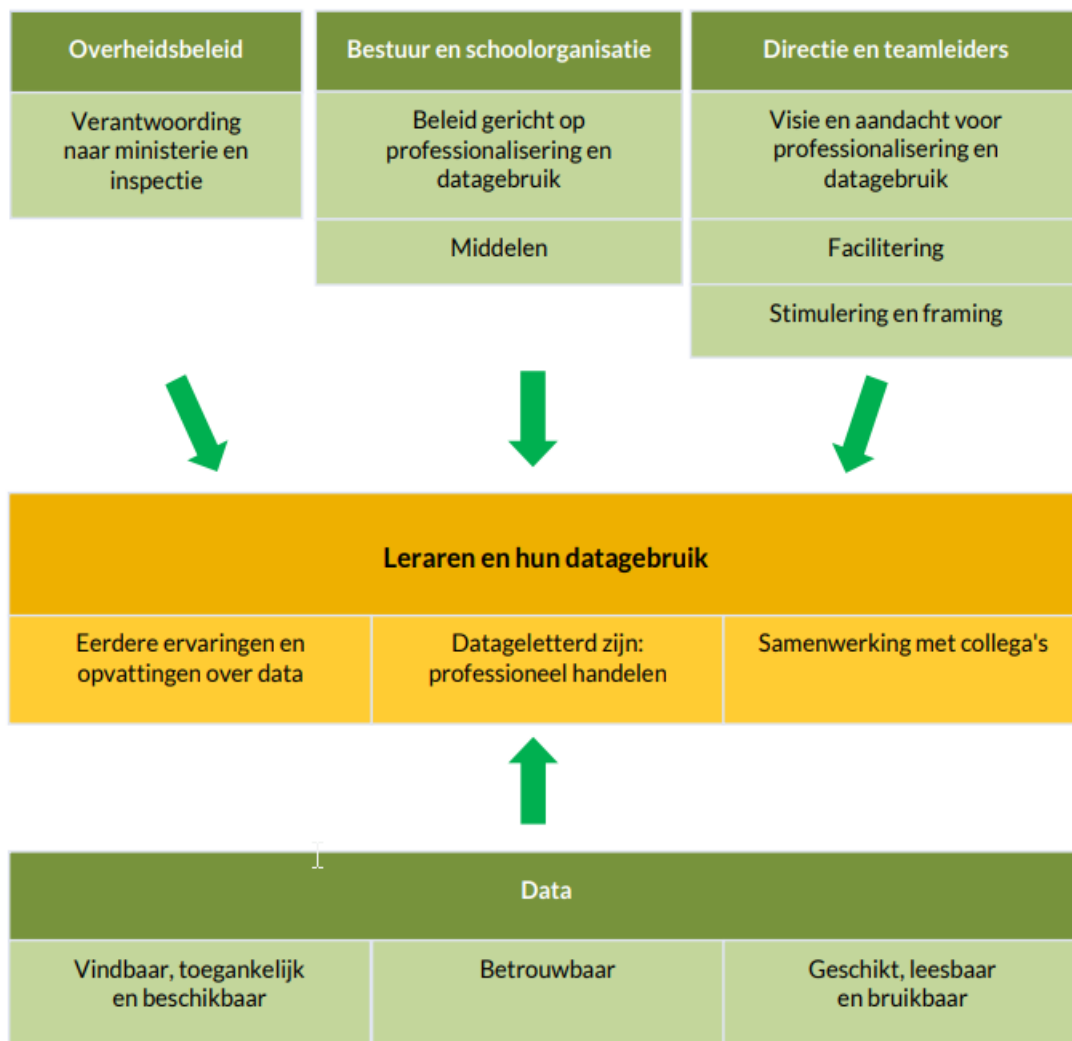 Overheidsbeleid
Verantwoording
naar ministerie en
inspectie
Bestuur en schoolorganisatie
Beleid gericht op
professionalisering en
datagebruik
Middelen
Directie en teamleiders
Visie en aandacht voor
professionalisering en
datagebruik
Facilitering
Stimulering en framing
Leraren en hun datagebruik
Eerdere ervaringen en
opvattingen over data
Datageletterd zijn:
professioneel handelen
Samenwerking met collega's
Data
Vindbaar, toegankelijk
en beschikbaar
Betrouwbaar
Geschikt, leesbaar
en bruikbaar